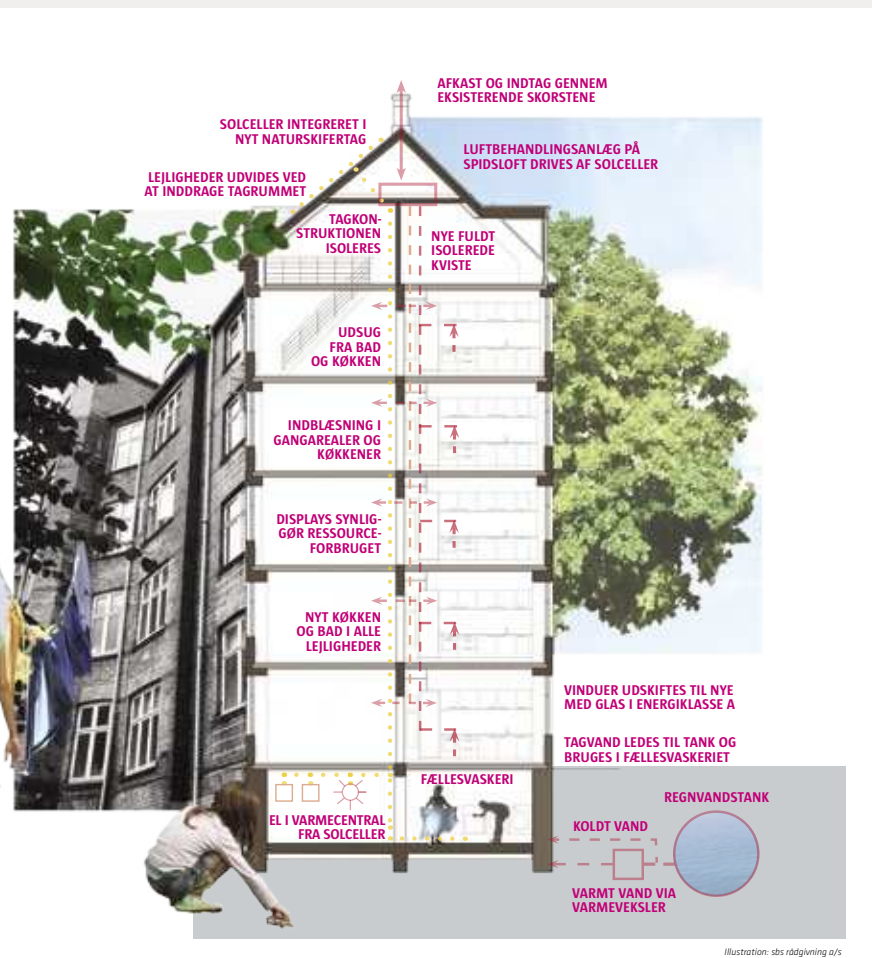 AFKAST OG INDTAG GENNEM
EKSISTERENDE SKORSTENE
SOLCELLER INTEGRERET I
NYT NATURSKIFERTAG
LUFTBEHANDLINGSANLÆG PÅ
SPIDSLOFT DRIVES AF SOLCELLER
LEJLIGHEDER UDVIDES VED
AT INDDRAGE TAGRUMMET
TAGKON-
STRUKTIONEN
ISOLERES
NYE FULDT
ISOLEREDE
KVISTE
UDSUG
FRA BAD
OG KØKKEN
INDBLÆSNING I
GANGAREALER OG
KØKKENER
DISPLAYS SYNLIG-
GØR RESSOURCE-
FORBRUGET
NYT KØKKEN
OG BAD I ALLE
LEJLIGHEDER
VINDUER UDSKIFTES TIL NYE
MED GLAS I ENERGIKLASSE A
TAGVAND LEDES TIL TANK OG
BRUGES I FÆLLESVASKERIET
FÆLLESVASKERI
REGNVANDSTANK
EL I VARMECENTRAL
FRA SOLCELLER
KOLDT VAND
VARMT VAND VIA
VARMEVEKSLER
Illustration: sbs rådgivning a/s